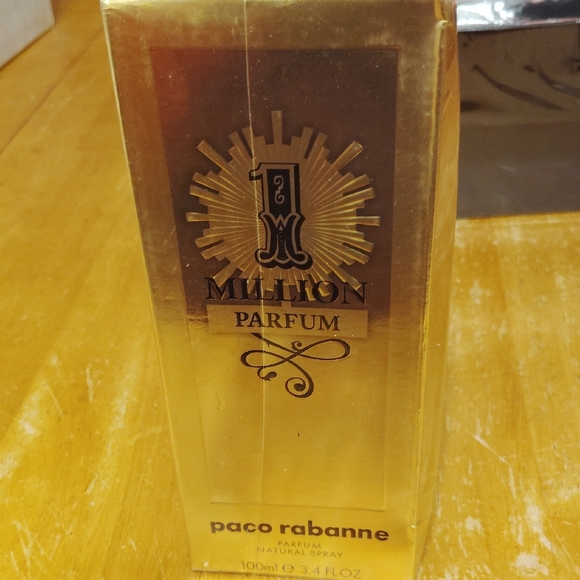 1
MILLION
PARFUM
paco rabanne
PARFUM
NATURAL SPRAY
100ml e 3.4 FL.OZ